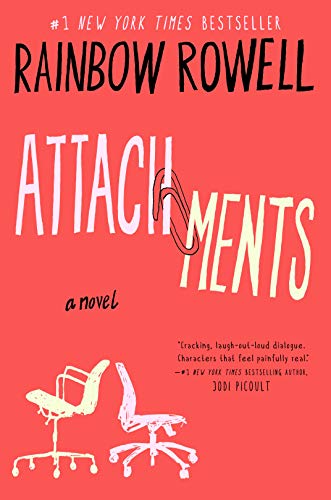 #1 NEW YORK TIMES BESTSELLER
RAINBOW ROWELL
ATTACH
MENTS
a novel
"Cracking, laugh-out-loud dialogue.
Characters that feel painfully real."
—#1 NEW YORK TIMES BESTSELLING AUTHOR,
JODI PICOULT